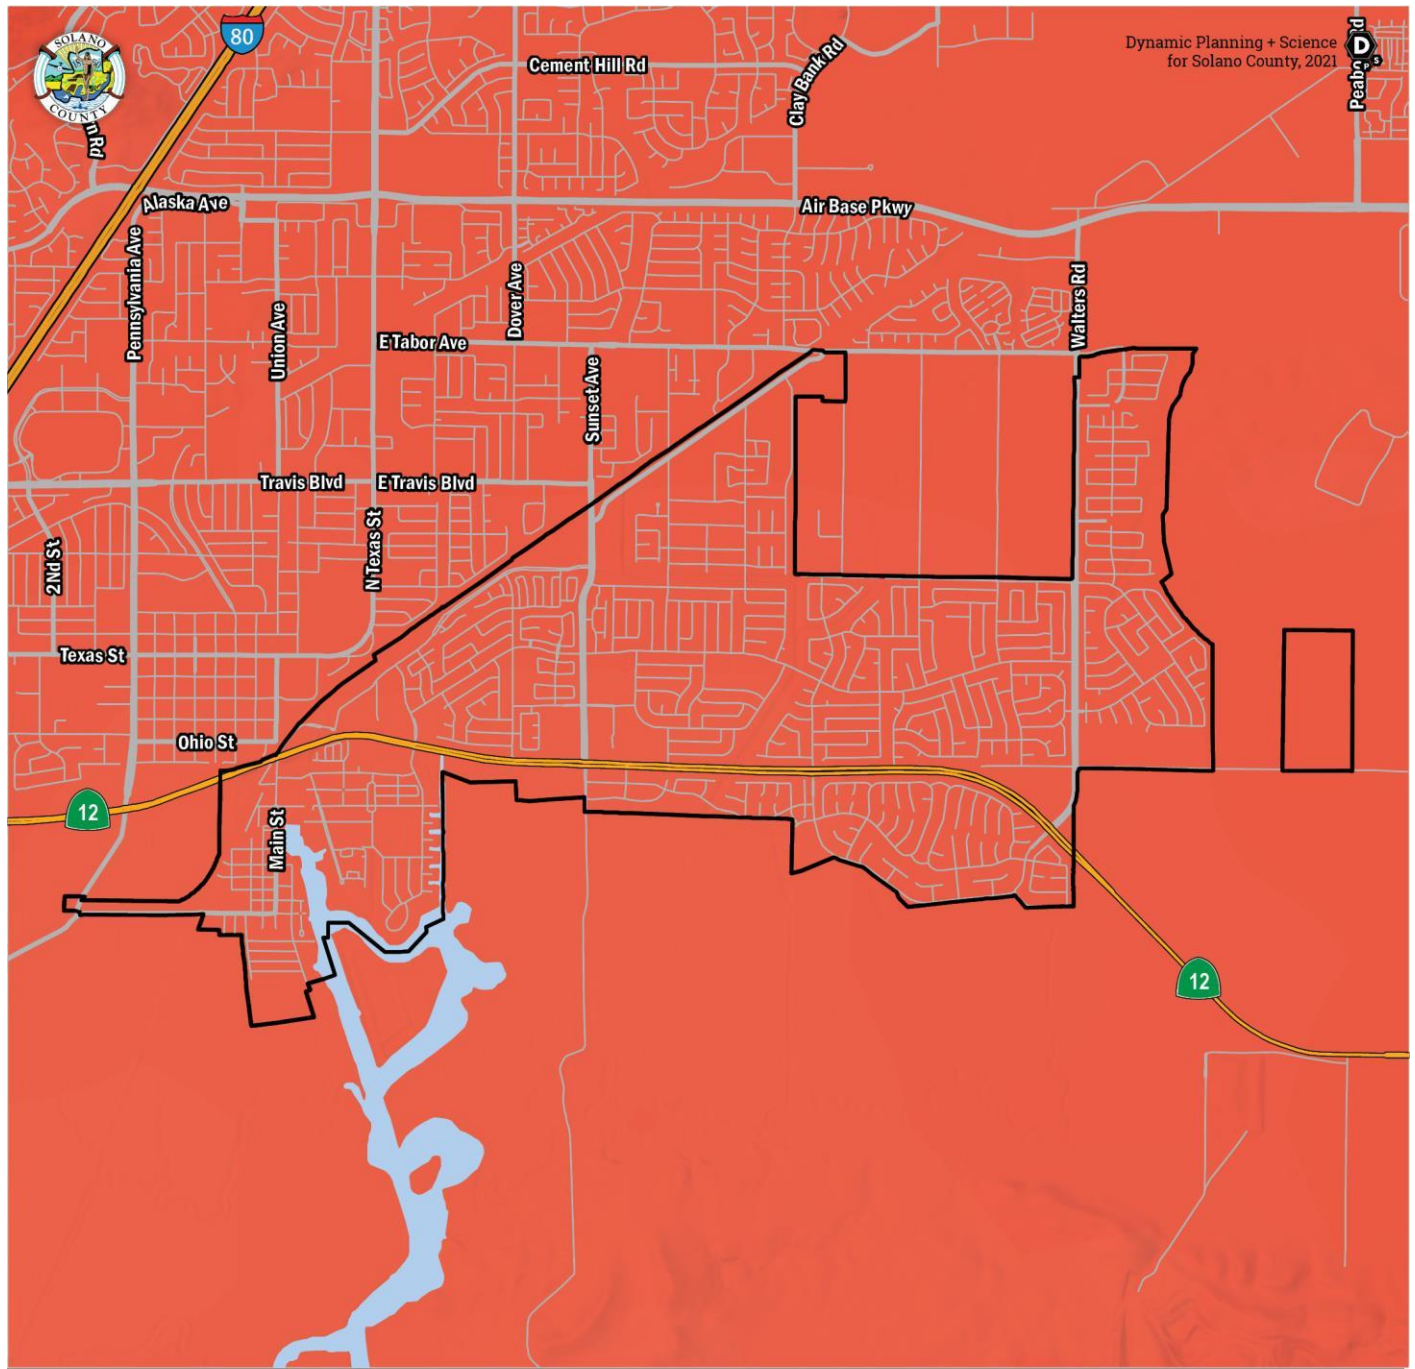 SOLANO
COUNTY
80
Cement Hill Rd
Clay Bank Rd
Dynamic Planning + Science
for Solano County, 2021
D
P
S
Alaska Ave
Air Base Pkwy
Pennsylvania Ave
Union Ave
Dover Ave
E Tabor Ave
Walters Rd
Sunset Ave
Travis Blvd
E Travis Blvd
N Texas St
2Nd St
Texas St
Ohio St
12
Main St
12